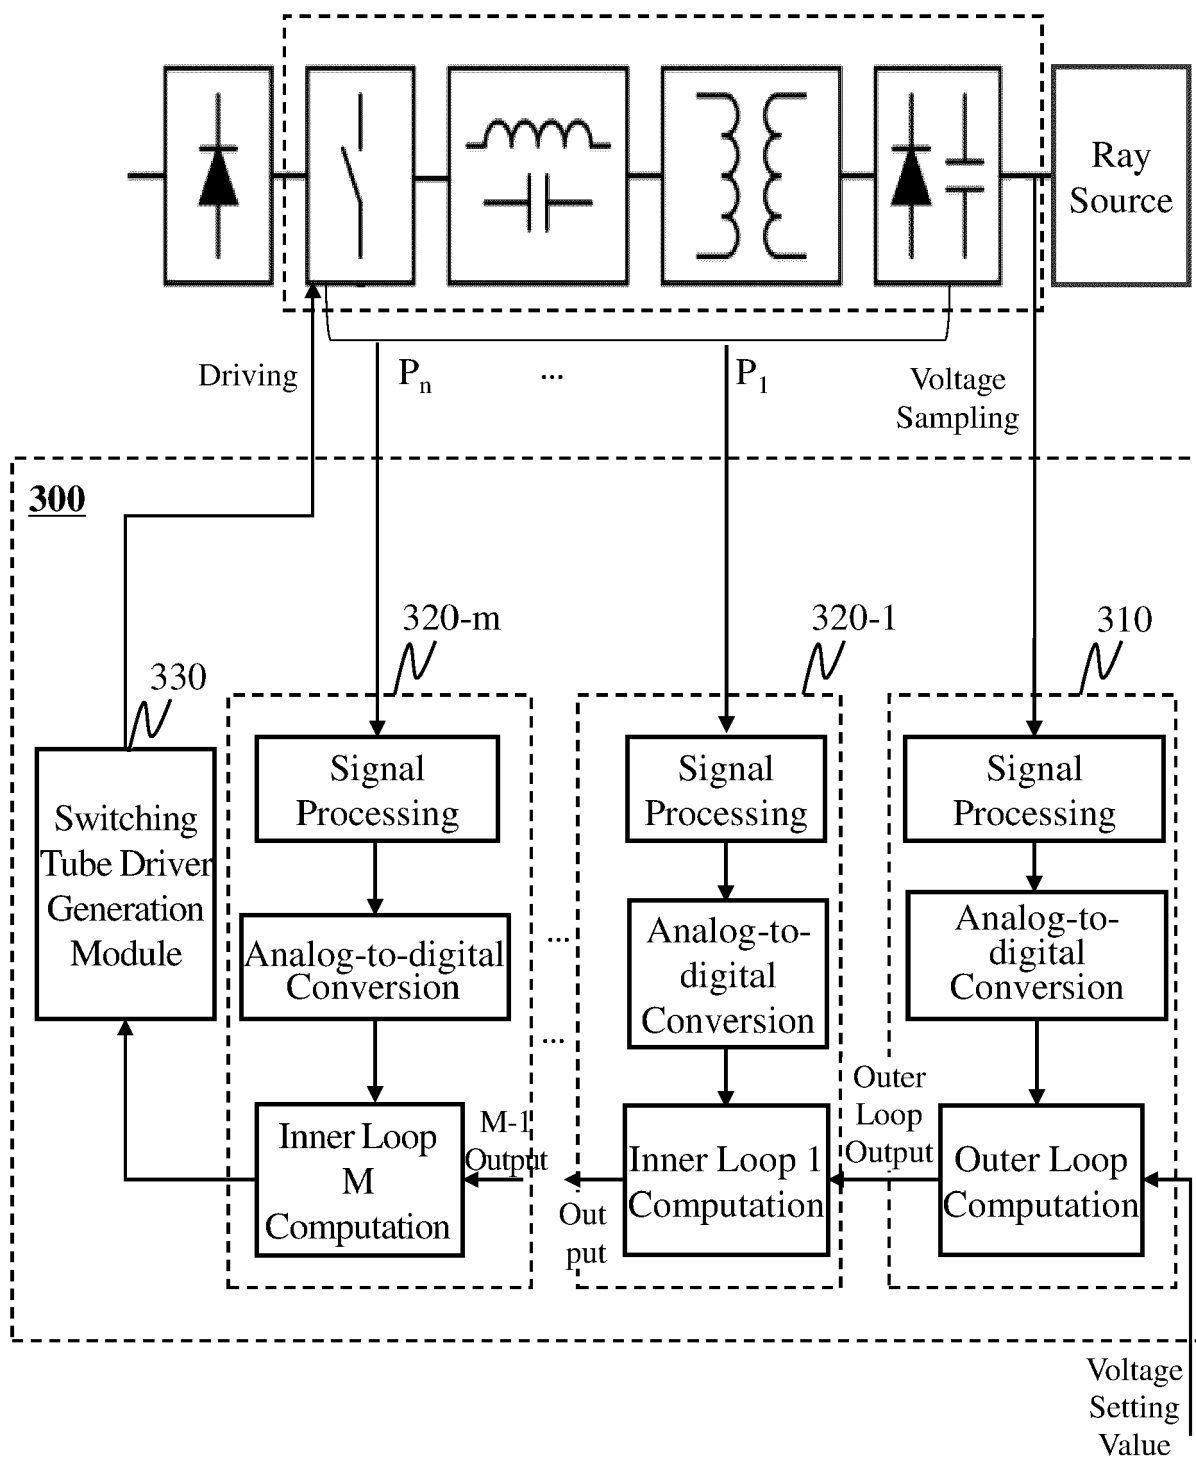 Ray
Source
Driving
Pn
...
P1
Voltage
Sampling
300
320-m
320-1
310
330
Switching
Tube Driver
Generation
Module
Signal
Processing
Analog-to-digital
Conversion
Inner Loop
M
Computation
...
...
M-1
Output
Signal
Processing
Analog-to-
digital
Conversion
Inner Loop 1
Computation
Out
put
Outer
Loop
Output
Signal
Processing
Analog-to-
digital
Conversion
Outer Loop
Computation
Voltage
Setting
Value